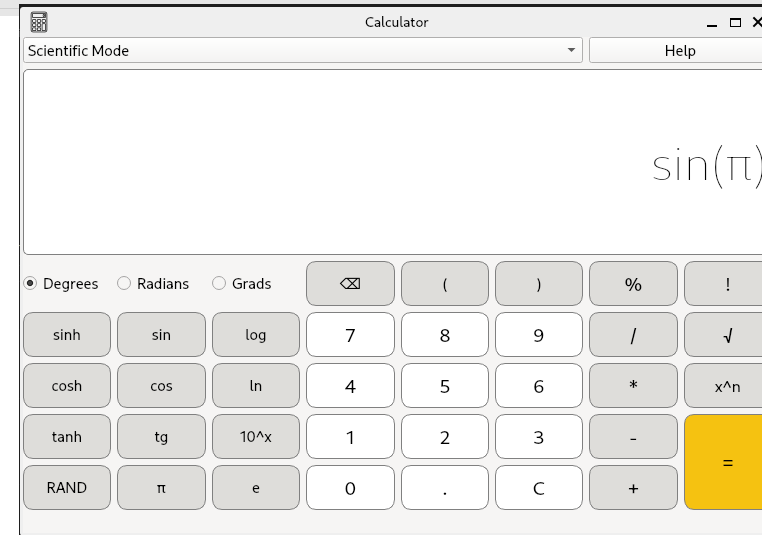 Calculator
Scientific Mode Help
sin(π)
Degrees Radians Grads ⌫ ( ) % !
sinh sin log 7 8 9 / √
cosh cos ln 4 5 6 * x^n
tanh tg 10^x 1 2 3 - =
RAND π e 0 . C +